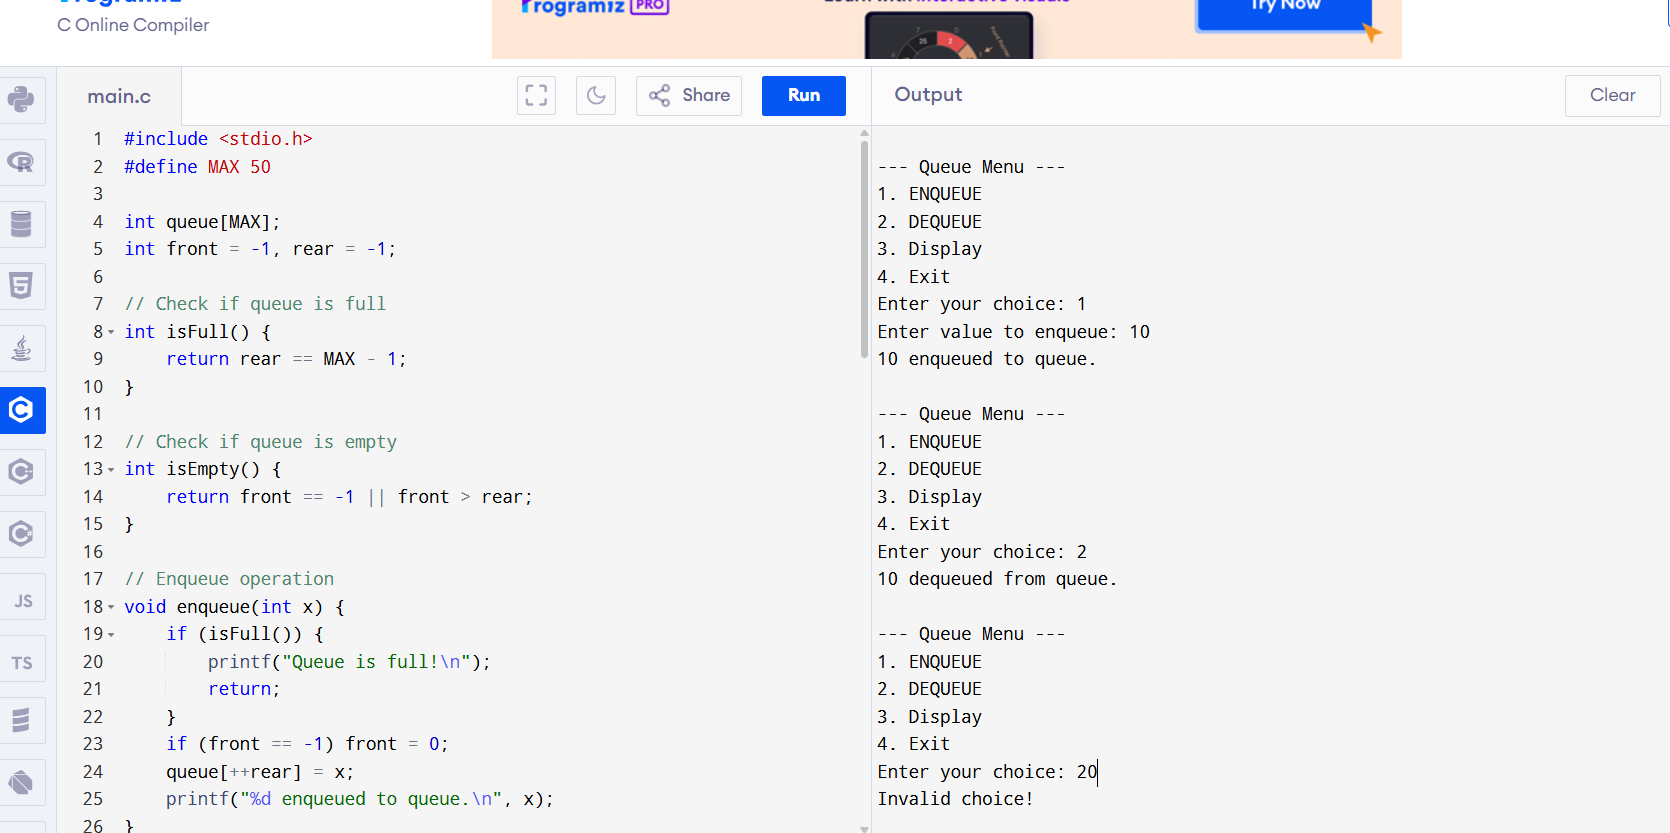 Programiz
C Online Compiler
Programiz PRO
Learn with interactive visuals
Try Now
main.c
Share
Run
Output
Clear
JS
TS
1 #include <stdio.h>
2 #define MAX 50
3
4 int queue[MAX];
5 int front = -1, rear = -1;
6
7 // Check if queue is full
8 int isFull() {
9     return rear == MAX - 1;
10 }
11
12 // Check if queue is empty
13 int isEmpty() {
14     return front == -1 || front > rear;
15 }
16
17 // Enqueue operation
18 void enqueue(int x) {
19     if (isFull()) {
20         printf("Queue is full!\n");
21         return;
22     }
23     if (front == -1) front = 0;
24     queue[++rear] = x;
25     printf("%d enqueued to queue.\n", x);
26 }
--- Queue Menu ---
1. ENQUEUE
2. DEQUEUE
3. Display
4. Exit
Enter your choice: 1
Enter value to enqueue: 10
10 enqueued to queue.
--- Queue Menu ---
1. ENQUEUE
2. DEQUEUE
3. Display
4. Exit
Enter your choice: 2
10 dequeued from queue.
--- Queue Menu ---
1. ENQUEUE
2. DEQUEUE
3. Display
4. Exit
Enter your choice: 20
Invalid choice!